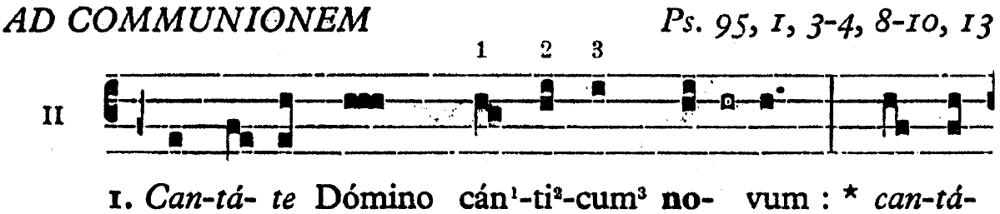 AD COMMUNIONEM Ps. 95, 1, 3-4, 8-10, 13
1 2 3
II
1. Can-tá- te Dómino cán¹-ti²-cum³ no- vum : * can-tá-